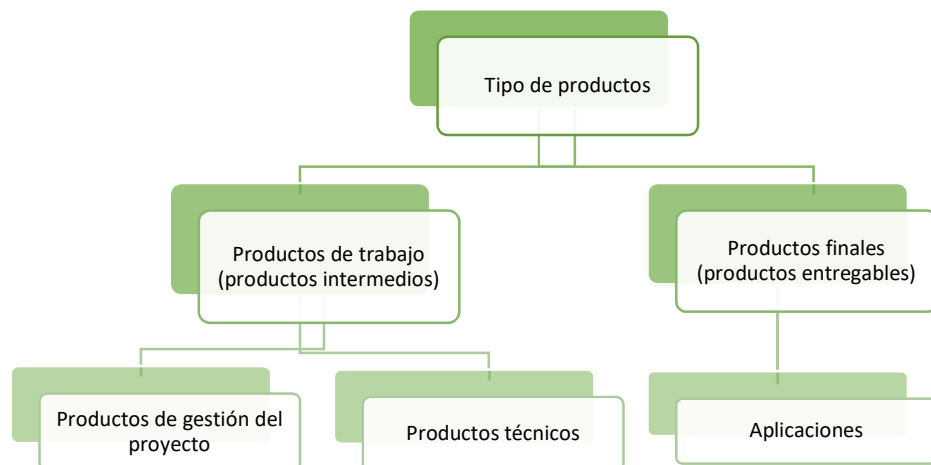 Tipo de productos
Productos de trabajo
(productos intermedios)
Productos finales
(productos entregables)
Productos de gestión del
proyecto
Productos técnicos
Aplicaciones